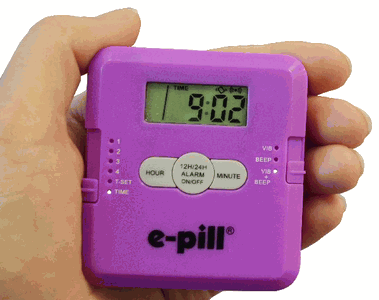 TIME
9:02
1
2
3
4
T-SET
TIME
HOUR
12H/24H
ALARM
ON/OFF
MINUTE
VIB
BEEP
VIB
+
BEEP
e-pill®